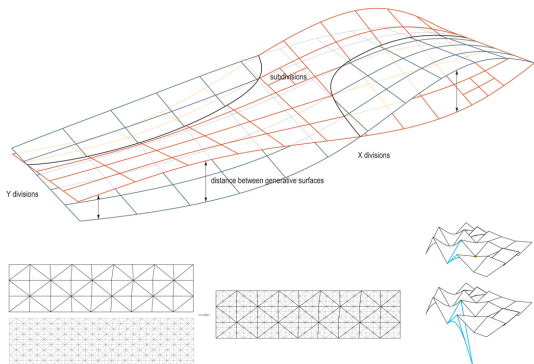 subdivisions
X divisions
distance between generative surfaces
Y divisions